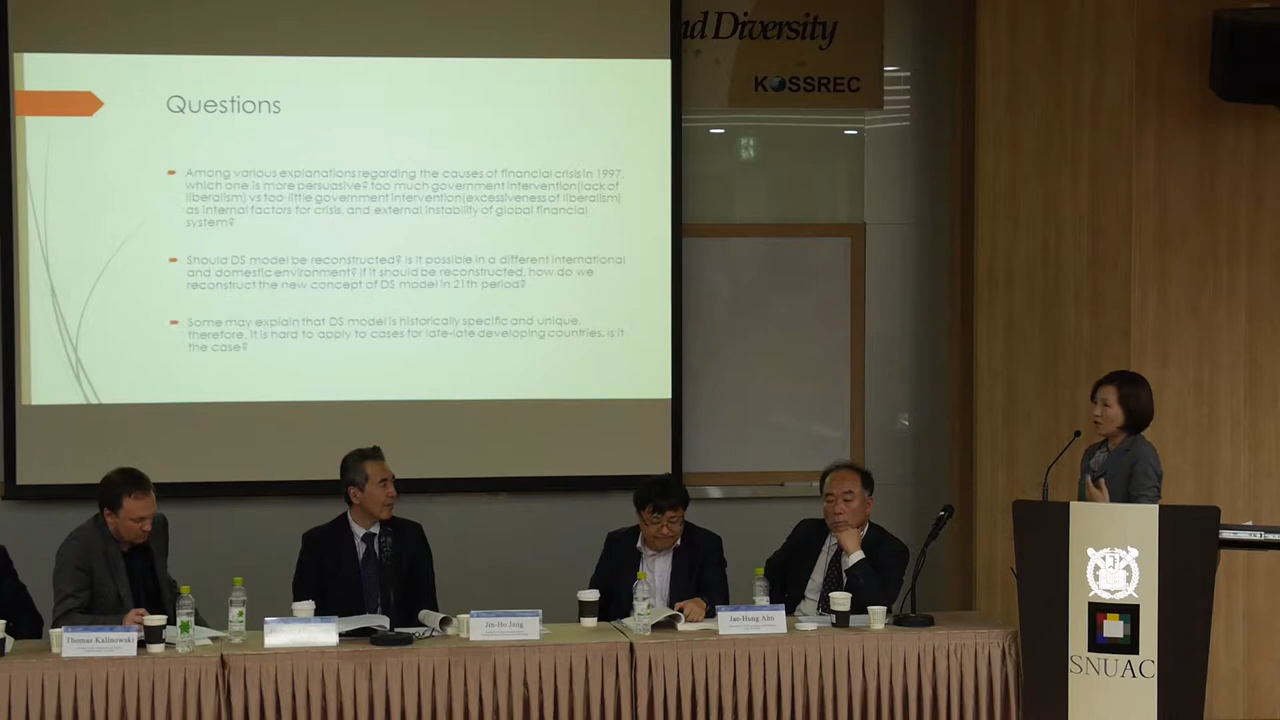 nd Diversity
KOSSREC
Questions
Among various explanations regarding the causes of financial crisis in 1997,
which one is more persuasive? too much government intervention(lack of
liberalism) vs too little government intervention(excessiveness of liberalism)
as internal factors for crisis, and external instability of global financial
system?
Should DS model be reconstructed? Is it possible in a different international
and domestic environment? If it should be reconstructed, how do we
reconstruct the new concept of DS model in 21th period?
Some may explain that DS model is historically specific and unique,
therefore, it is hard to apply to cases for late-late developing countries, is it
the case?
Thomas Kalinowski
Jin-Ho Jang
Jae-Hung Ahn
SNUAC